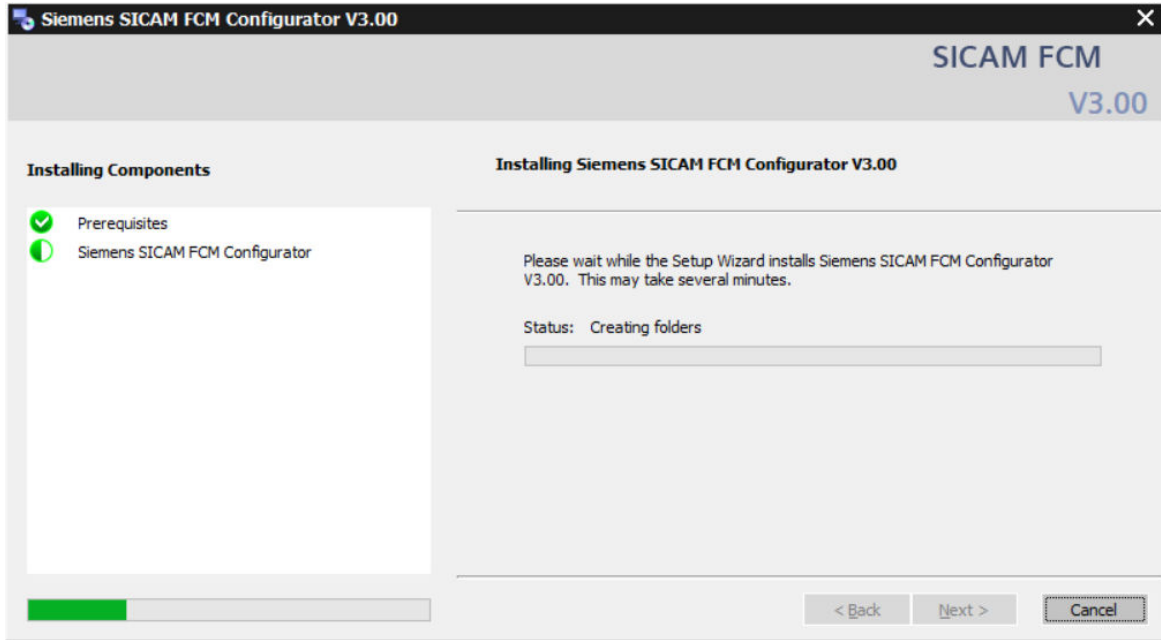 Siemens SICAM FCM Configurator V3.00
SICAM FCM
V3.00
Installing Components
Prerequisites
Siemens SICAM FCM Configurator
Installing Siemens SICAM FCM Configurator V3.00
Please wait while the Setup Wizard installs Siemens SICAM FCM Configurator
V3.00. This may take several minutes.
Status: Creating folders
< Back
Next >
Cancel